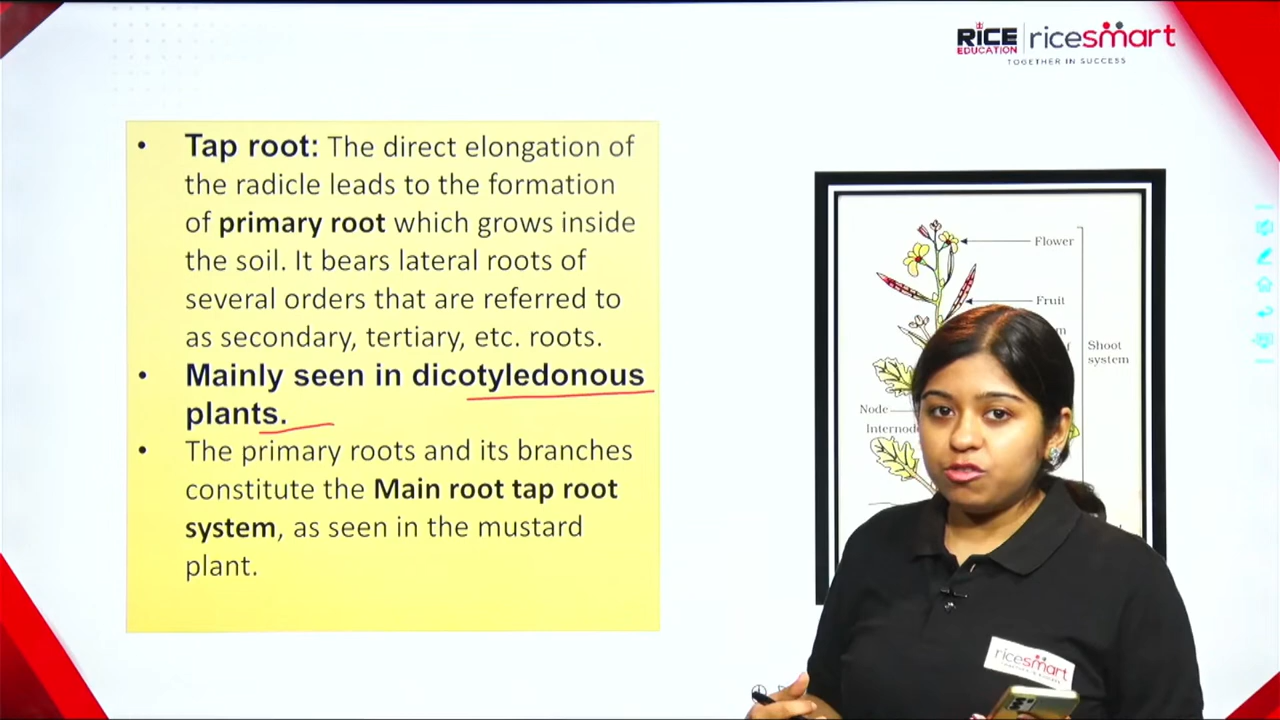 RICE
EDUCATION
ricesmart
TOGETHER IN SUCCESS
• Tap root: The direct elongation of
the radicle leads to the formation
of primary root which grows inside
the soil. It bears lateral roots of
several orders that are referred to
as secondary, tertiary, etc. roots.
• Mainly seen in dicotyledonous
plants.
• The primary roots and its branches
constitute the Main root tap root
system, as seen in the mustard
plant.
Flower
Fruit
Shoot
system
Node
Internod
ricesmart